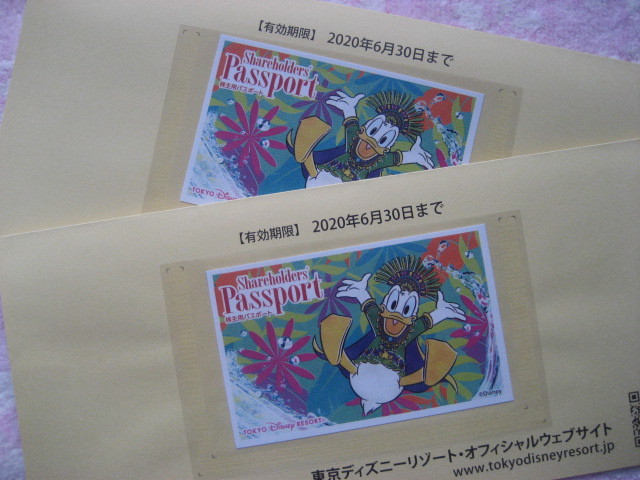 【有効期限】 2020年6月30日まで
Shareholders'
Passport
株主用パスポート
TOKYO Disney
【有効期限】 2020年6月30日まで
Shareholders'
Passport
株主用パスポート
TOKYO Disney RESORT
©Disney
東京ディズニーリゾート・オフィシャルウェブサイト
www.tokyodisneyresort.jp